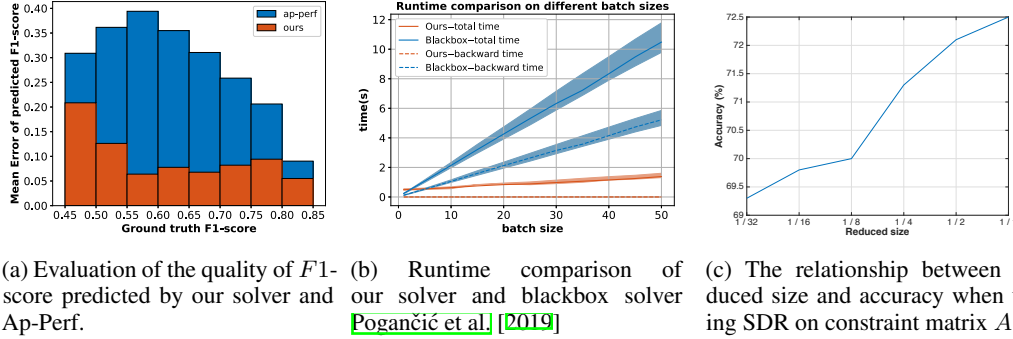 ap-perf
ours
Mean Error of predicted F1-score
0.40
0.35
0.30
0.25
0.20
0.15
0.10
0.05
0.00
0.45 0.50 0.55 0.60 0.65 0.70 0.75 0.80 0.85
Ground truth F1-score
Runtime comparison on different batch sizes
Ours−total time
Blackbox−total time
Ours−backward time
Blackbox−backward time
time(s)
12
10
8
6
4
2
0
0 10 20 30 40 50
batch size
Accuracy (%)
72.5
72
71.5
71
70.5
70
69.5
69
1 / 32 1 / 16 1 / 8 1 / 4 1 / 2 1 /
Reduced size
(a) Evaluation of the quality of F1-
score predicted by our solver and
Ap-Perf.
(b) Runtime comparison of
our solver and blackbox solver
Pogančić et al. [2019]
(c) The relationship between
duced size and accuracy when
ing SDR on constraint matrix A